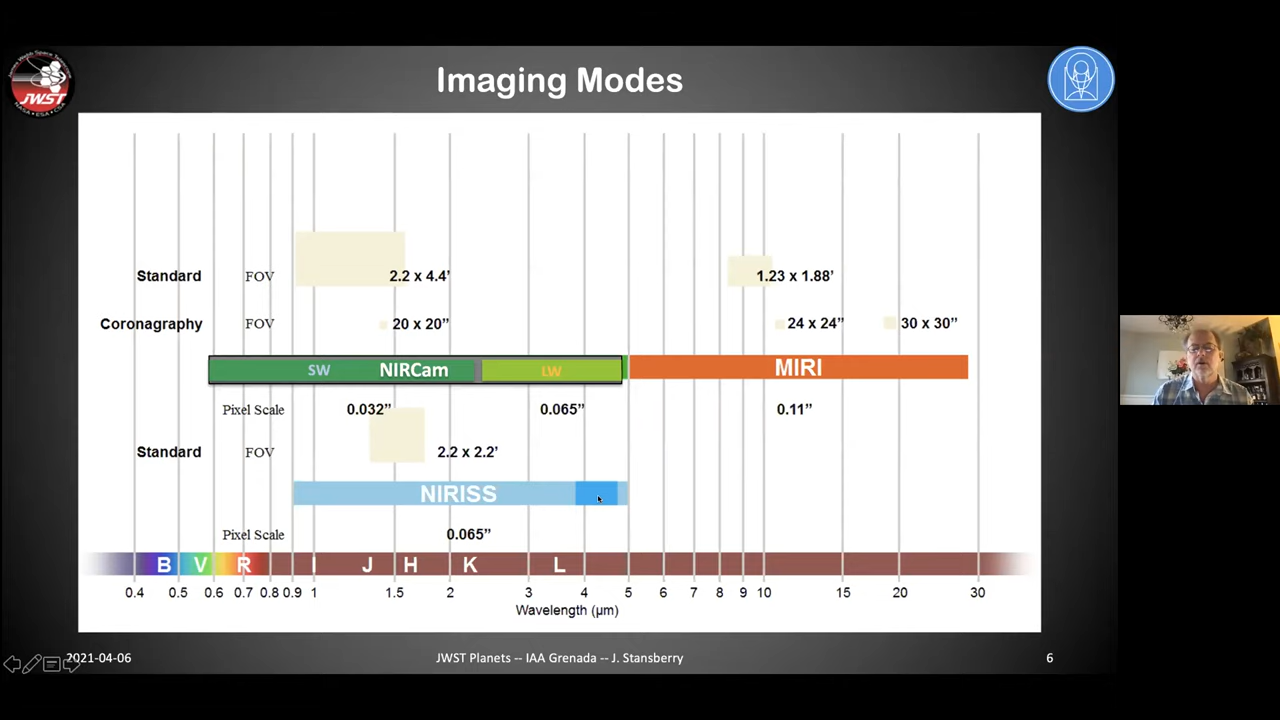 Imaging Modes
JWST
Standard FOV 2.2 x 4.4’ 1.23 x 1.88’
Coronagraphy FOV 20 x 20” 24 x 24” 30 x 30”
SW NIRCam LW MIRI
Pixel Scale 0.032” 0.065” 0.11”
Standard FOV 2.2 x 2.2’
NIRISS
Pixel Scale 0.065”
B V R I J H K L
0.4 0.5 0.6 0.7 0.8 0.9 1 1.5 2 3 4 5 6 7 8 9 10 15 20 30
Wavelength (μm)
2021-04-06 JWST Planets -- IAA Grenada -- J. Stansberry 6